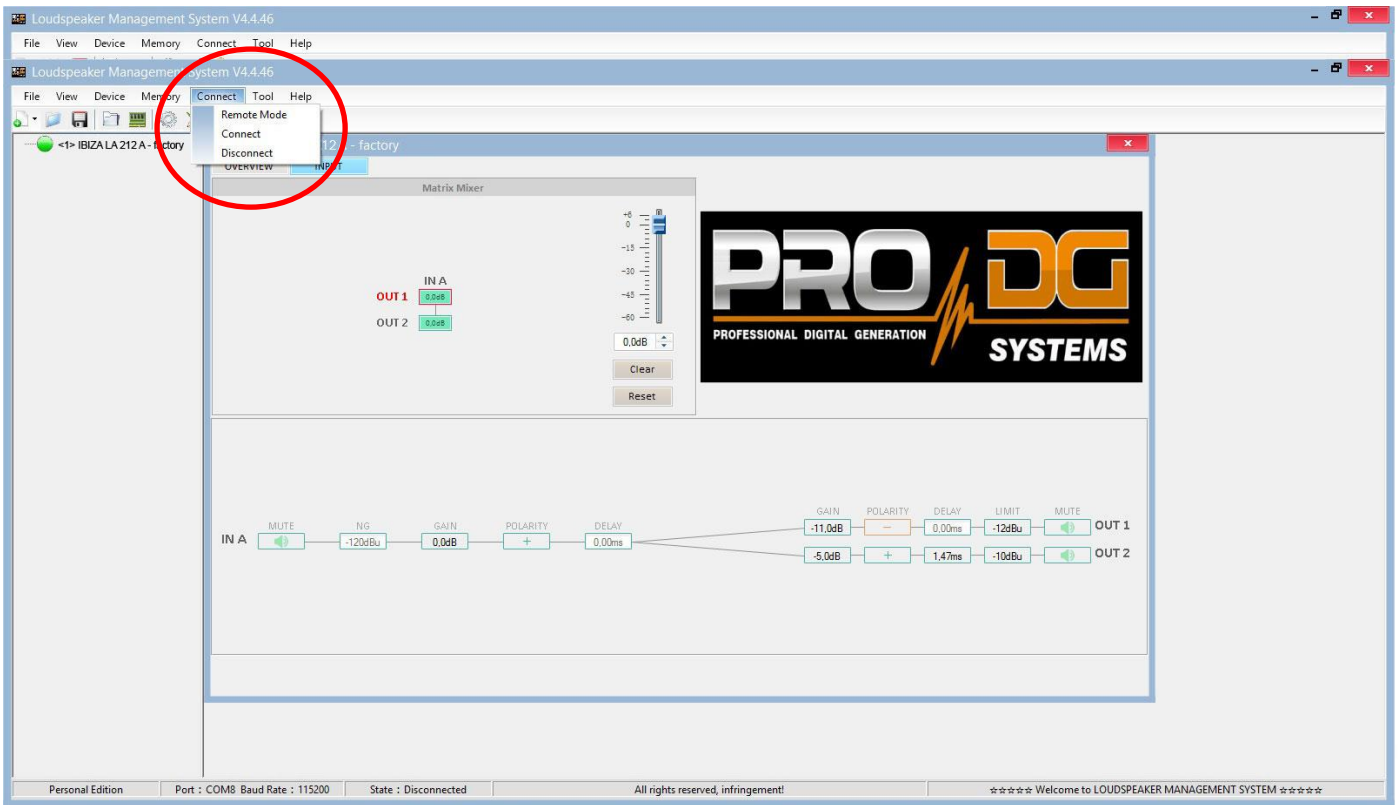 Loudspeaker Management System V4.4.46
File View Device Memory Connect Tool Help
Loudspeaker Management System V4.4.46
File View Device Memory Connect Tool Help
Remote Mode
Connect
Disconnect
<1> IBIZA LA 212 A - factory
12 - factory
OVERVIEW INPUT
Matrix Mixer
+6
0
-15
-30
-45
-60
IN A
OUT 1 0,0dB
OUT 2 0,0dB
0,0dB
Clear
Reset
PRO DG
PROFESSIONAL DIGITAL GENERATION
SYSTEMS
GAIN POLARITY DELAY LIMIT MUTE
-11,0dB - 0,00ms -12dBu OUT 1
MUTE NG GAIN POLARITY DELAY
IN A -120dBu 0,0dB + 0,00ms
-5,0dB + 1,47ms -10dBu OUT 2
Personal Edition Port : COM8 Baud Rate : 115200 State : Disconnected All rights reserved, infringement! ☆☆☆☆☆ Welcome to LOUDSPEAKER MANAGEMENT SYSTEM ☆☆☆☆☆